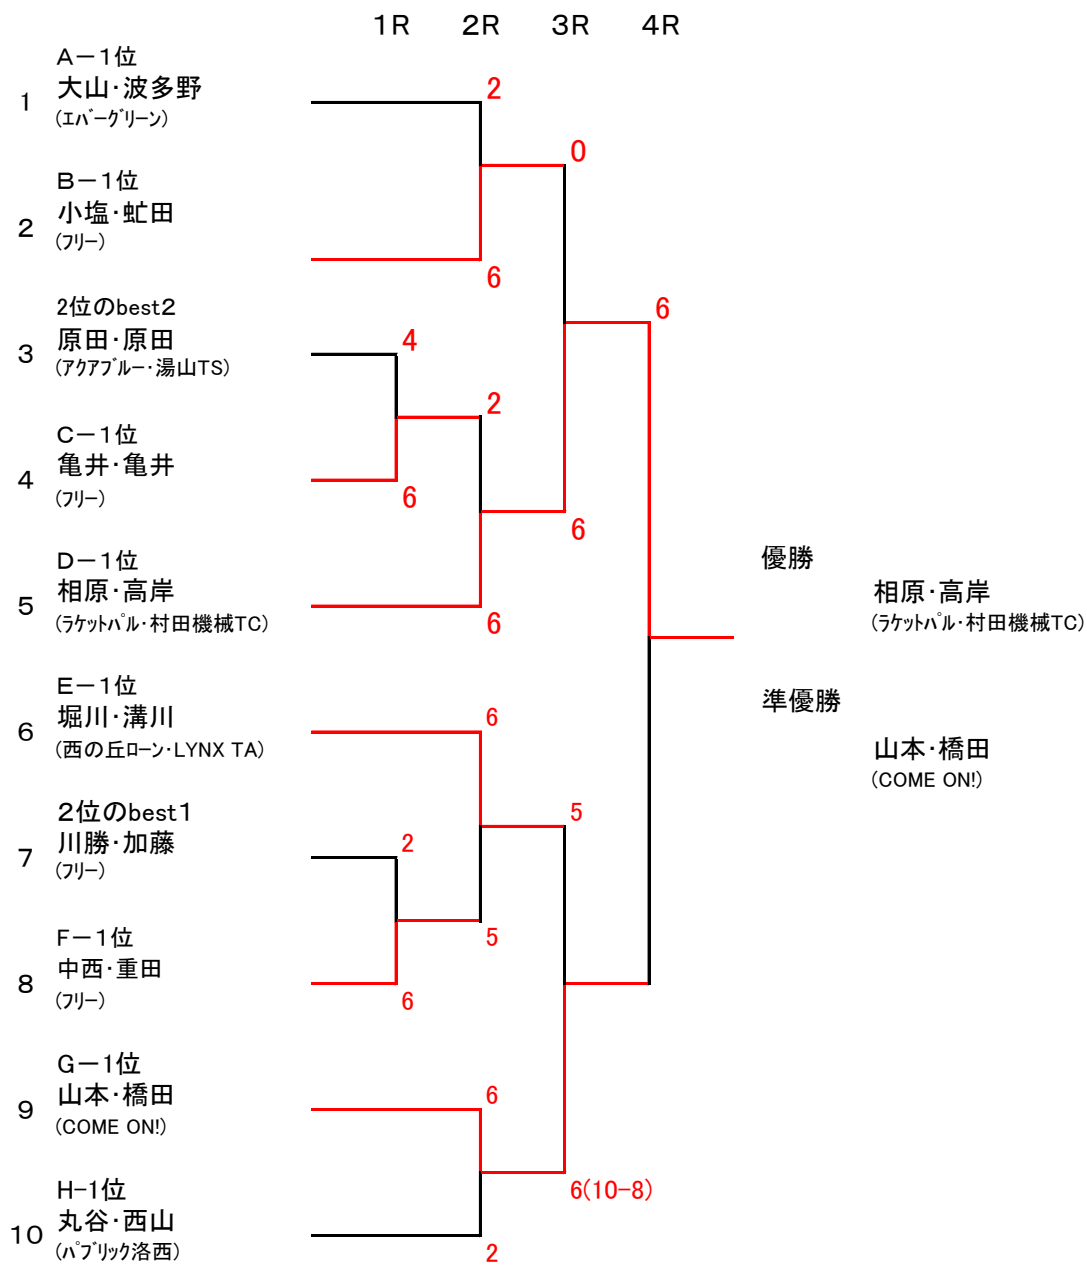 1R 2R 3R 4R
A－1位
1 大山・波多野
(ｴﾊﾞｰｸﾞﾘｰﾝ)
2
0
B－1位
2 小塩・虻田
(ﾌﾘｰ)
6
2位のbest2
3 原田・原田
(ｱｸｱﾌﾞﾙｰ・湯山TS)
4
6
2
C－1位
4 亀井・亀井
(ﾌﾘｰ)
6
6
D－1位
5 相原・高岸
(ﾗｹｯﾄﾊﾟﾙ・村田機械TC)
6
優勝
相原・高岸
(ﾗｹｯﾄﾊﾟﾙ・村田機械TC)
E－1位
6 堀川・溝川
(西の丘ﾛｰﾝ・LYNX TA)
6
準優勝
山本・橋田
(COME ON!)
2位のbest1
7 川勝・加藤
(ﾌﾘｰ)
2
5
F－1位
8 中西・重田
(ﾌﾘｰ)
5
6
G－1位
9 山本・橋田
(COME ON!)
6
6(10-8)
H-1位
10 丸谷・西山
(ﾊﾟﾌﾞﾘｯｸ洛西)
2